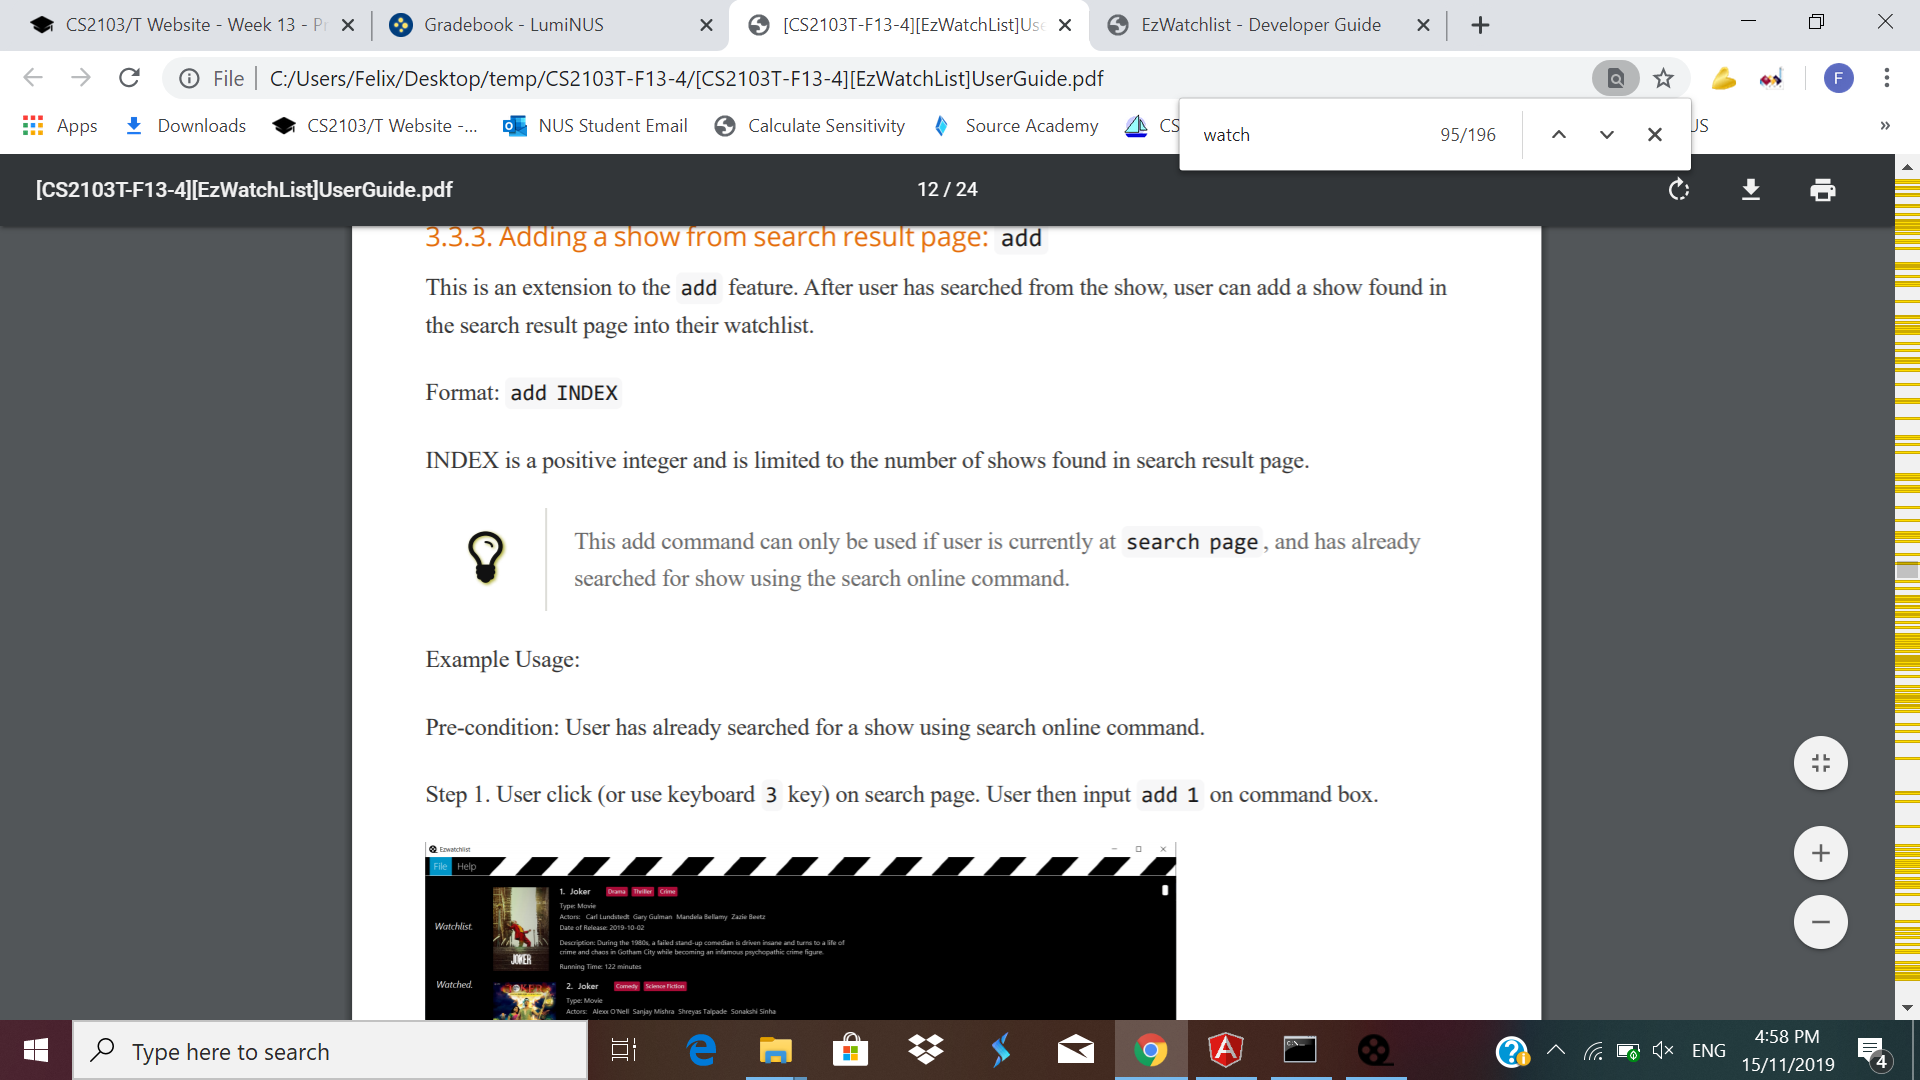 CS2103/T Website - Week 13 - Pr
Gradebook - LumiNUS
[CS2103T-F13-4][EzWatchList]Use
EzWatchlist - Developer Guide
File
C:/Users/Felix/Desktop/temp/CS2103T-F13-4/[CS2103T-F13-4][EzWatchList]UserGuide.pdf
F
Apps
Downloads
CS2103/T Website -...
NUS Student Email
Calculate Sensitivity
Source Academy
CS
US
»
watch
95/196
[CS2103T-F13-4][EzWatchList]UserGuide.pdf
12 / 24
3.3.3. Adding a show from search result page: add
This is an extension to the add feature. After user has searched from the show, user can add a show found in
the search result page into their watchlist.
Format: add INDEX
INDEX is a positive integer and is limited to the number of shows found in search result page.
This add command can only be used if user is currently at search page, and has already
searched for show using the search online command.
Example Usage:
Pre-condition: User has already searched for a show using search online command.
Step 1. User click (or use keyboard 3 key) on search page. User then input add 1 on command box.
Ezwatchlist
File Help
Watchlist.
Watched.
JOKER
1. Joker Drama Thriller Crime
Type: Movie
Actors: Carl Lundstedt Gary Gulman Mandela Bellamy Zazie Beetz
Date of Release: 2019-10-02
Description: During the 1980s, a failed stand-up comedian is driven insane and turns to a life of
crime and chaos in Gotham City while becoming an infamous psychopathic crime figure.
Running Time: 122 minutes
2. Joker Comedy Science Fiction
Type: Movie
Actors: Alexx O'Nell Sanjay Mishra Shreyas Talpade Sonakshi Sinha
Type here to search
ENG
4:58 PM
15/11/2019
4